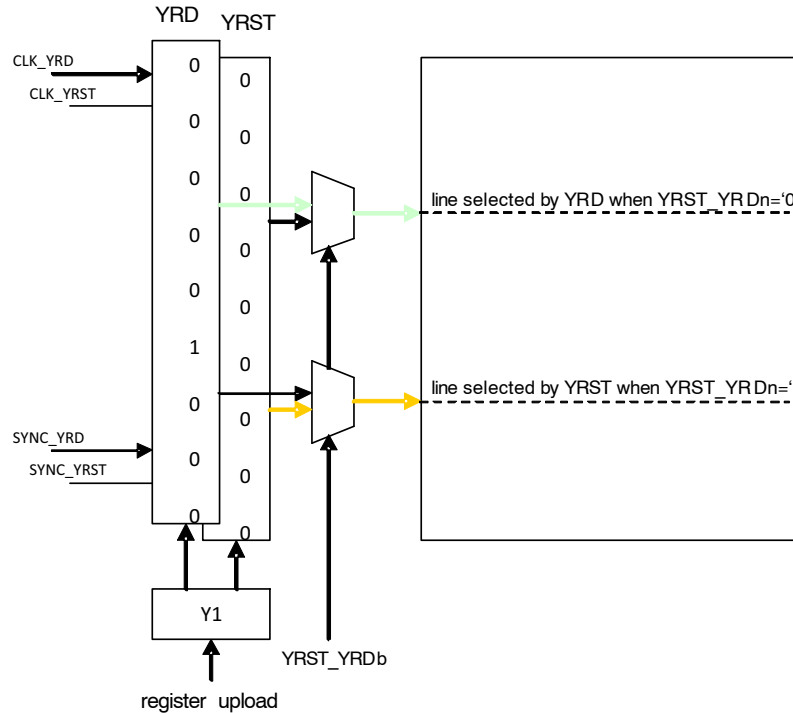 YRD
YRST
CLK_YRD
CLK_YRST
0
0
0
0
0
1
0
0
0
0
0
0
0
0
0
0
0
0
line selected by YRD when YRST_YRDn=‘0
line selected by YRST when YRST_YRDn=‘
SYNC_YRD
SYNC_YRST
Y1
YRST_YRDb
register upload